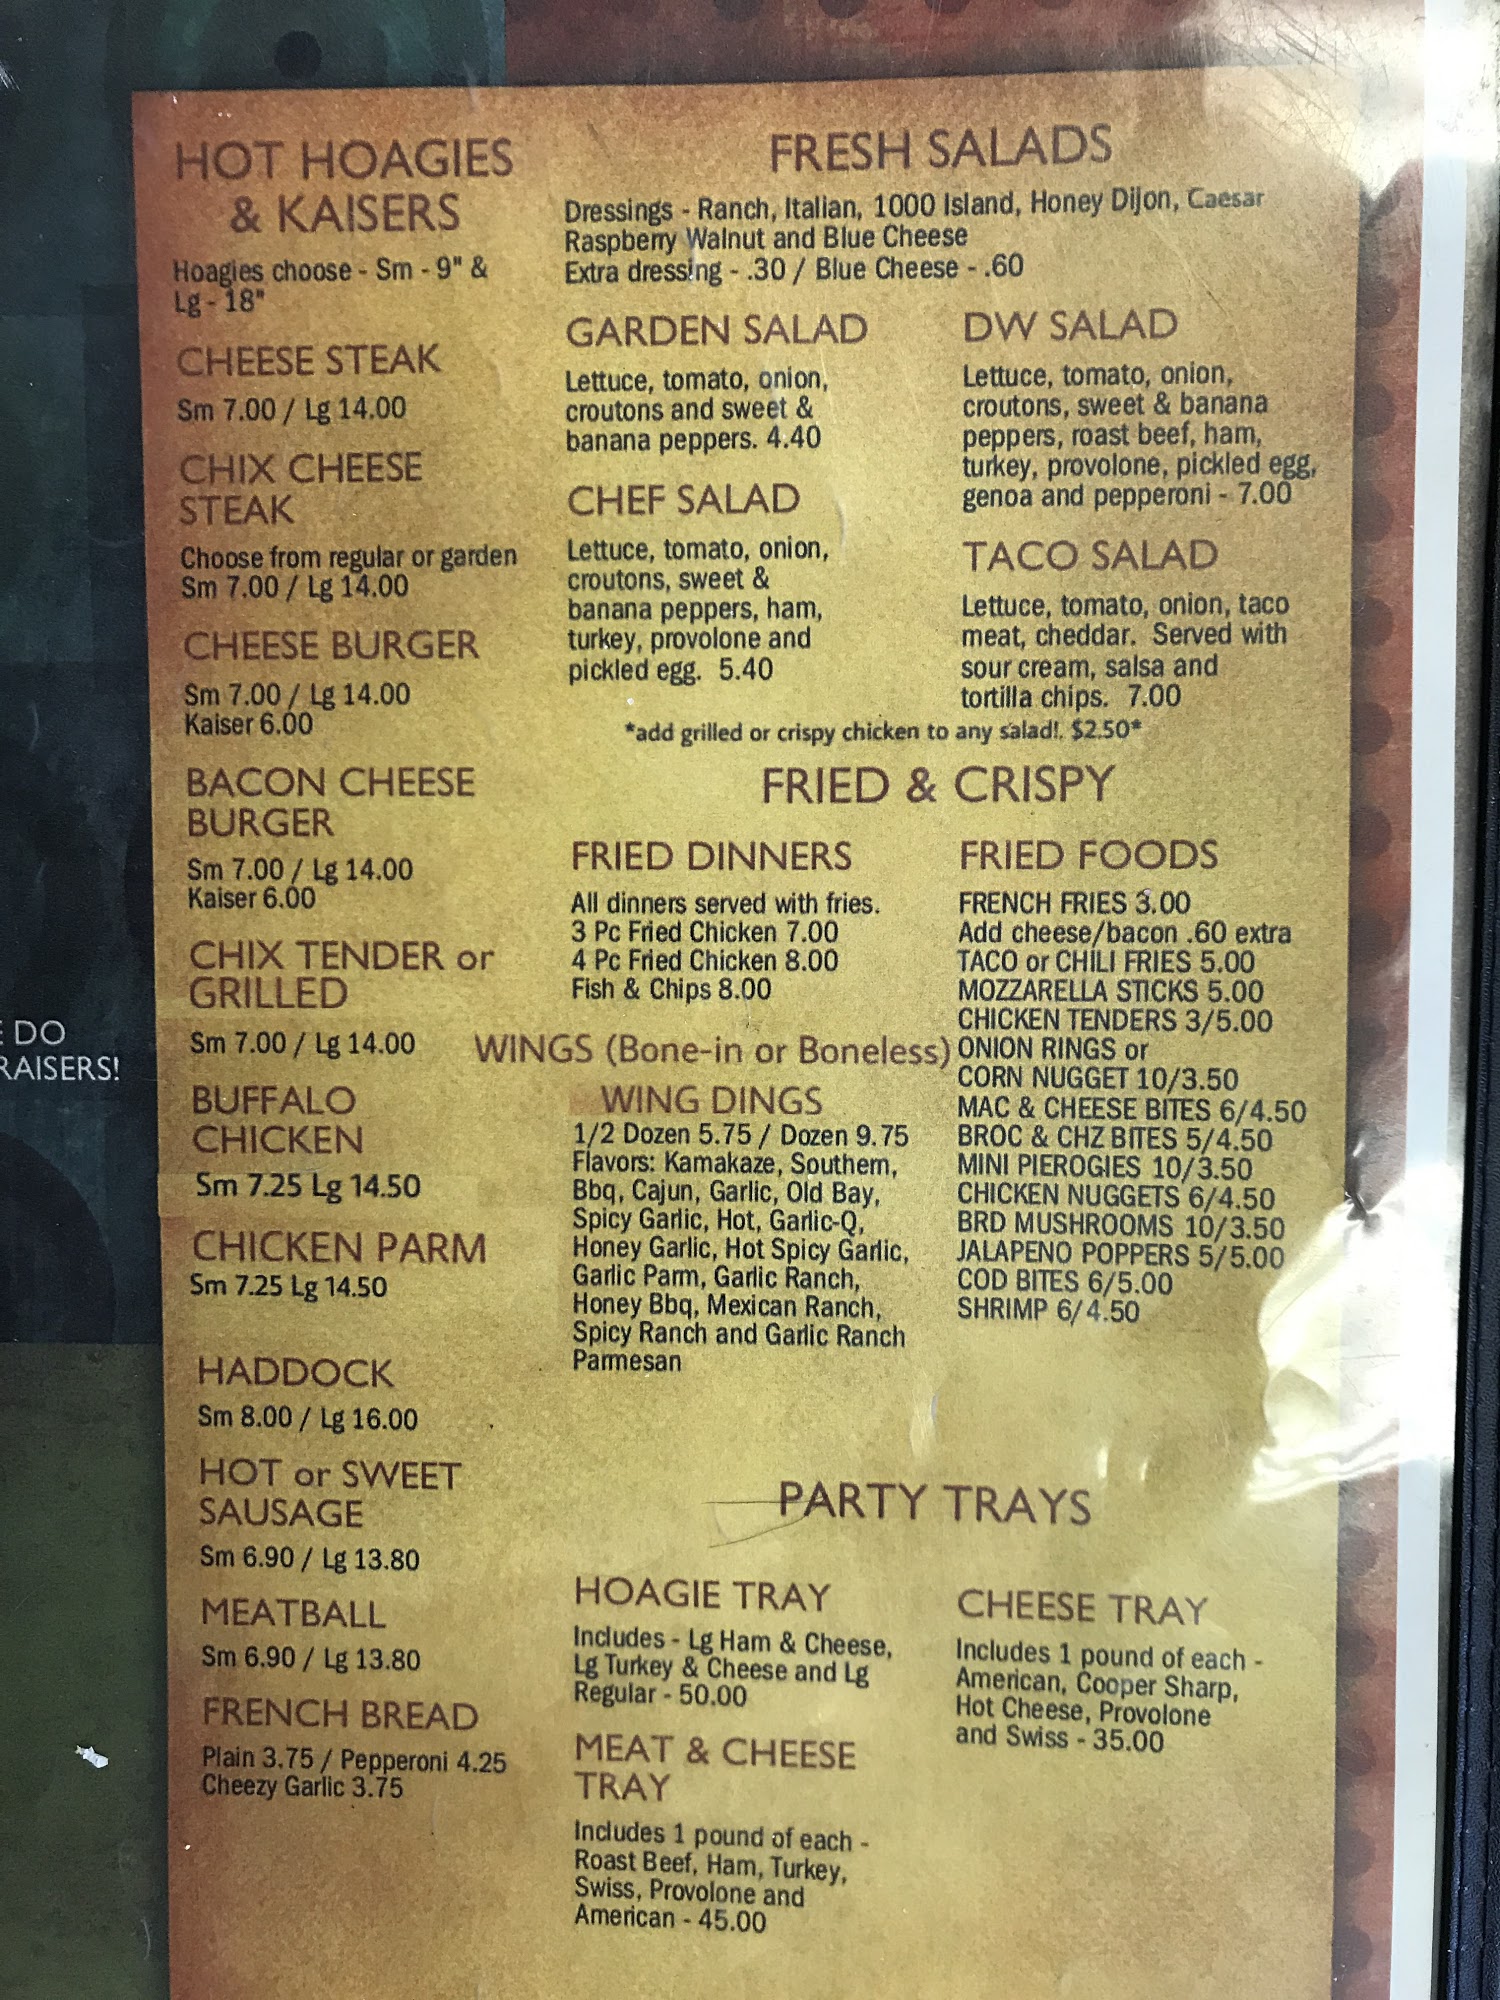 HOT HOAGIES
& KAISERS
Hoagies choose - Sm - 9" &
Lg - 18"
CHEESE STEAK
Sm 7.00 / Lg 14.00
CHIX CHEESE
STEAK
Choose from regular or garden
Sm 7.00 / Lg 14.00
CHEESE BURGER
Sm 7.00 / Lg 14.00
Kaiser 6.00
BACON CHEESE
BURGER
Sm 7.00 / Lg 14.00
Kaiser 6.00
CHIX TENDER or
GRILLED
Sm 7.00 / Lg 14.00
BUFFALO
CHICKEN
Sm 7.25 Lg 14.50
CHICKEN PARM
Sm 7.25 Lg 14.50
HADDOCK
Sm 8.00 / Lg 16.00
HOT or SWEET
SAUSAGE
Sm 6.90 / Lg 13.80
MEATBALL
Sm 6.90 / Lg 13.80
FRENCH BREAD
Plain 3.75 / Pepperoni 4.25
Cheezy Garlic 3.75
FRESH SALADS
Dressings - Ranch, Italian, 1000 Island, Honey Dijon, Caesar
Raspberry Walnut and Blue Cheese
Extra dressing - .30 / Blue Cheese - .60
GARDEN SALAD
Lettuce, tomato, onion,
croutons and sweet &
banana peppers. 4.40
CHEF SALAD
Lettuce, tomato, onion,
croutons, sweet &
banana peppers, ham,
turkey, provolone and
pickled egg. 5.40
DW SALAD
Lettuce, tomato, onion,
croutons, sweet & banana
peppers, roast beef, ham,
turkey, provolone, pickled egg,
genoa and pepperoni - 7.00
TACO SALAD
Lettuce, tomato, onion, taco
meat, cheddar. Served with
sour cream, salsa and
tortilla chips. 7.00
*add grilled or crispy chicken to any salad!. $2.50*
FRIED & CRISPY
FRIED DINNERS
All dinners served with fries.
3 Pc Fried Chicken 7.00
4 Pc Fried Chicken 8.00
Fish & Chips 8.00
WINGS (Bone-in or Boneless)
WING DINGS
1/2 Dozen 5.75 / Dozen 9.75
Flavors: Kamakaze, Southern,
Bbq, Cajun, Garlic, Old Bay,
Spicy Garlic, Hot, Garlic-Q,
Honey Garlic, Hot Spicy Garlic,
Garlic Parm, Garlic Ranch,
Honey Bbq, Mexican Ranch,
Spicy Ranch and Garlic Ranch
Parmesan
FRIED FOODS
FRENCH FRIES 3.00
Add cheese/bacon .60 extra
TACO or CHILI FRIES 5.00
MOZZARELLA STICKS 5.00
CHICKEN TENDERS 3/5.00
ONION RINGS or
CORN NUGGET 10/3.50
MAC & CHEESE BITES 6/4.50
BROC & CHZ BITES 5/4.50
MINI PIEROGIES 10/3.50
CHICKEN NUGGETS 6/4.50
BRD MUSHROOMS 10/3.50
JALAPENO POPPERS 5/5.00
COD BITES 6/5.00
SHRIMP 6/4.50
PARTY TRAYS
HOAGIE TRAY
Includes - Lg Ham & Cheese,
Lg Turkey & Cheese and Lg
Regular - 50.00
MEAT & CHEESE
TRAY
Includes 1 pound of each -
Roast Beef, Ham, Turkey,
Swiss, Provolone and
American - 45.00
CHEESE TRAY
Includes 1 pound of each -
American, Cooper Sharp,
Hot Cheese, Provolone
and Swiss - 35.00
E DO
RAISERS!